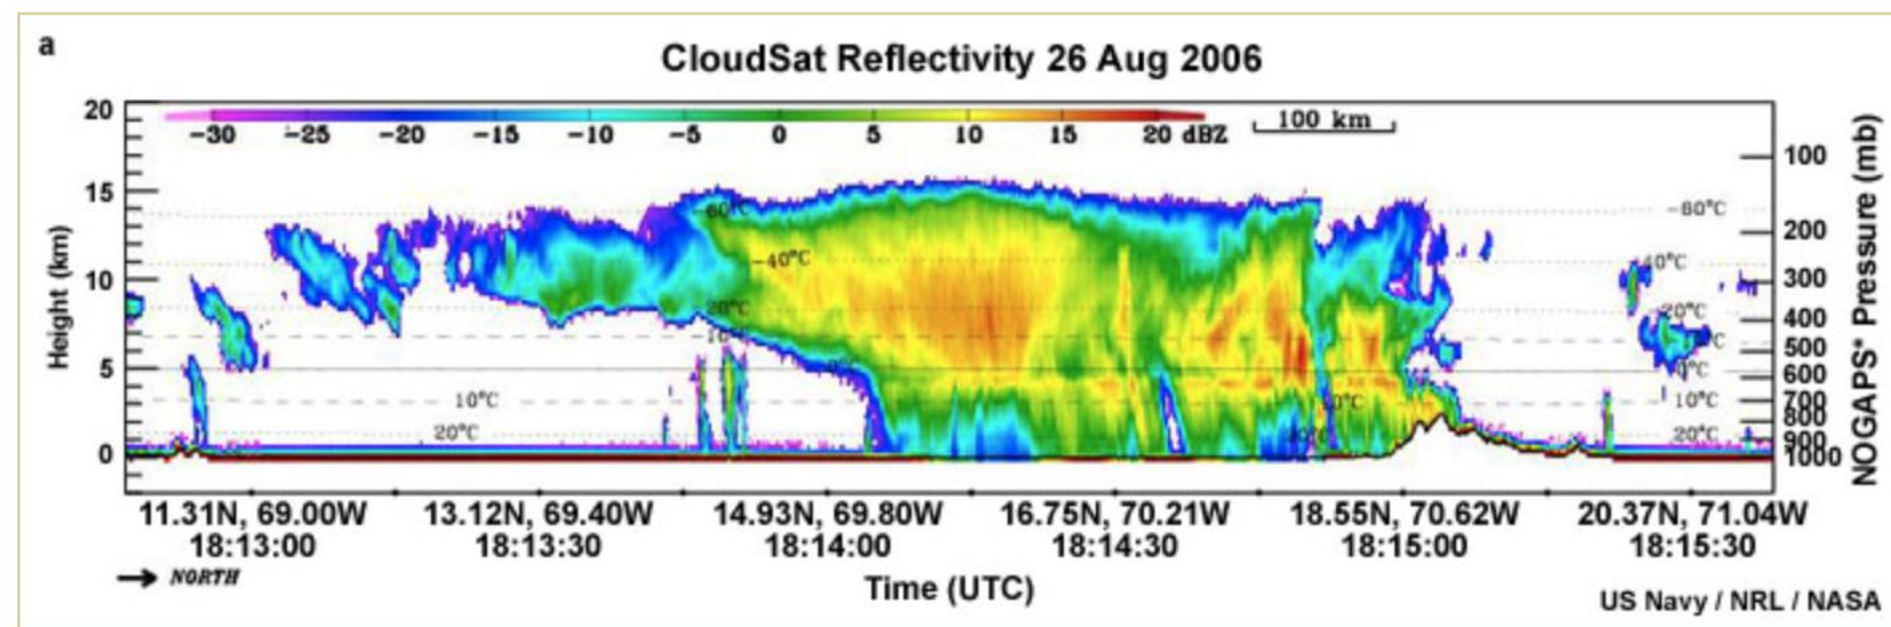 a
CloudSat Reflectivity 26 Aug 2006
20
15
10
5
0
Height (km)
-30 -25 -20 -15 -10 -5 0 5 10 15 20 dBZ
100 km
-60°C
-40°C
-20°C
0°C
10°C
20°C
-60°C
40°C
-20°C
°C
0°C
10°C
20°C
100
200
300
400
500
600
700
800
900
1000
NOGAPS* Pressure (mb)
11.31N, 69.00W 13.12N, 69.40W 14.93N, 69.80W 16.75N, 70.21W 18.55N, 70.62W 20.37N, 71.04W
18:13:00 18:13:30 18:14:00 18:14:30 18:15:00 18:15:30
NORTH
Time (UTC)
US Navy / NRL / NASA